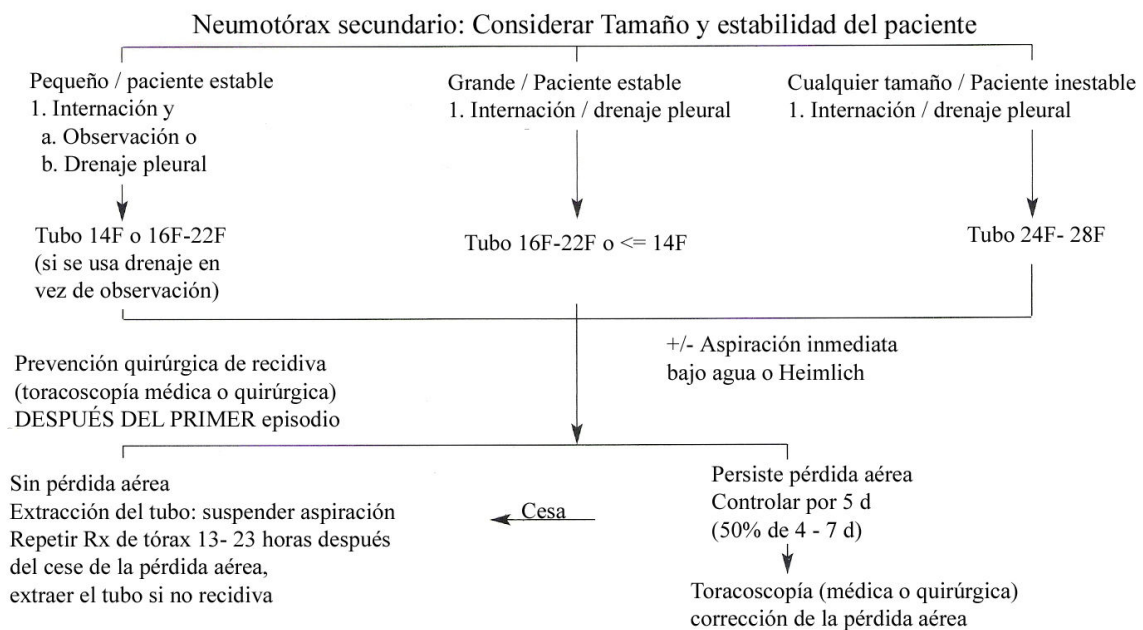 Neumotórax secundario: Considerar Tamaño y estabilidad del paciente
Pequeño / paciente estable
1. Internación y
a. Observación o
b. Drenaje pleural
Grande / Paciente estable
1. Internación / drenaje pleural
Cualquier tamaño / Paciente inestable
1. Internación / drenaje pleural
Tubo 14F o 16F-22F
(si se usa drenaje en
vez de observación)
Tubo 16F-22F o <= 14F
Tubo 24F- 28F
Prevención quirúrgica de recidiva
(toracoscopía médica o quirúrgica)
DESPUÉS DEL PRIMER episodio
+/- Aspiración inmediata
bajo agua o Heimlich
Sin pérdida aérea
Extracción del tubo: suspender aspiración
Repetir Rx de tórax 13- 23 horas después
del cese de la pérdida aérea,
extraer el tubo si no recidiva
Cesa
Persiste pérdida aérea
Controlar por 5 d
(50% de 4 - 7 d)
Toracoscopía (médica o quirúrgica)
corrección de la pérdida aérea